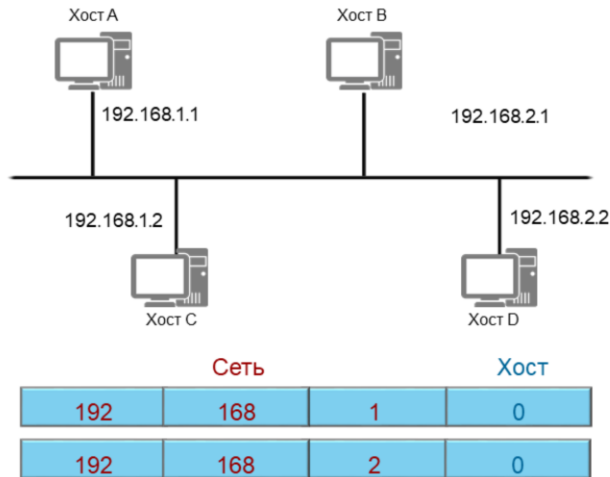 Хост A Хост B
192.168.1.1
192.168.2.1
192.168.1.2
192.168.2.2
Хост C Хост D
Сеть Хост
192 168 1 0
192 168 2 0